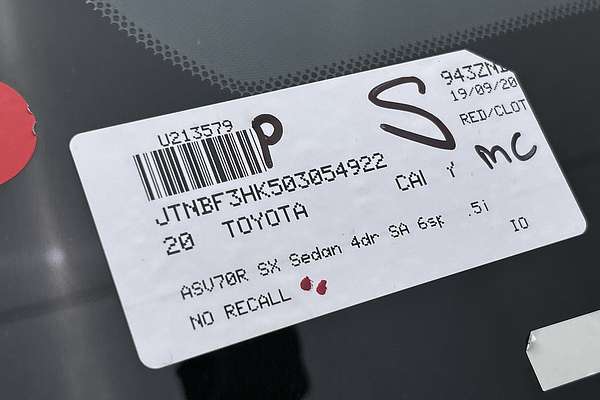 U213579
P
S
943ZM
19/09/20
RED/CLOT
JTNBF3HK503054922
MC
20 TOYOTA
ASV70R SX Sedan 4dr SA 6sp .5i
NO RECALL
IO